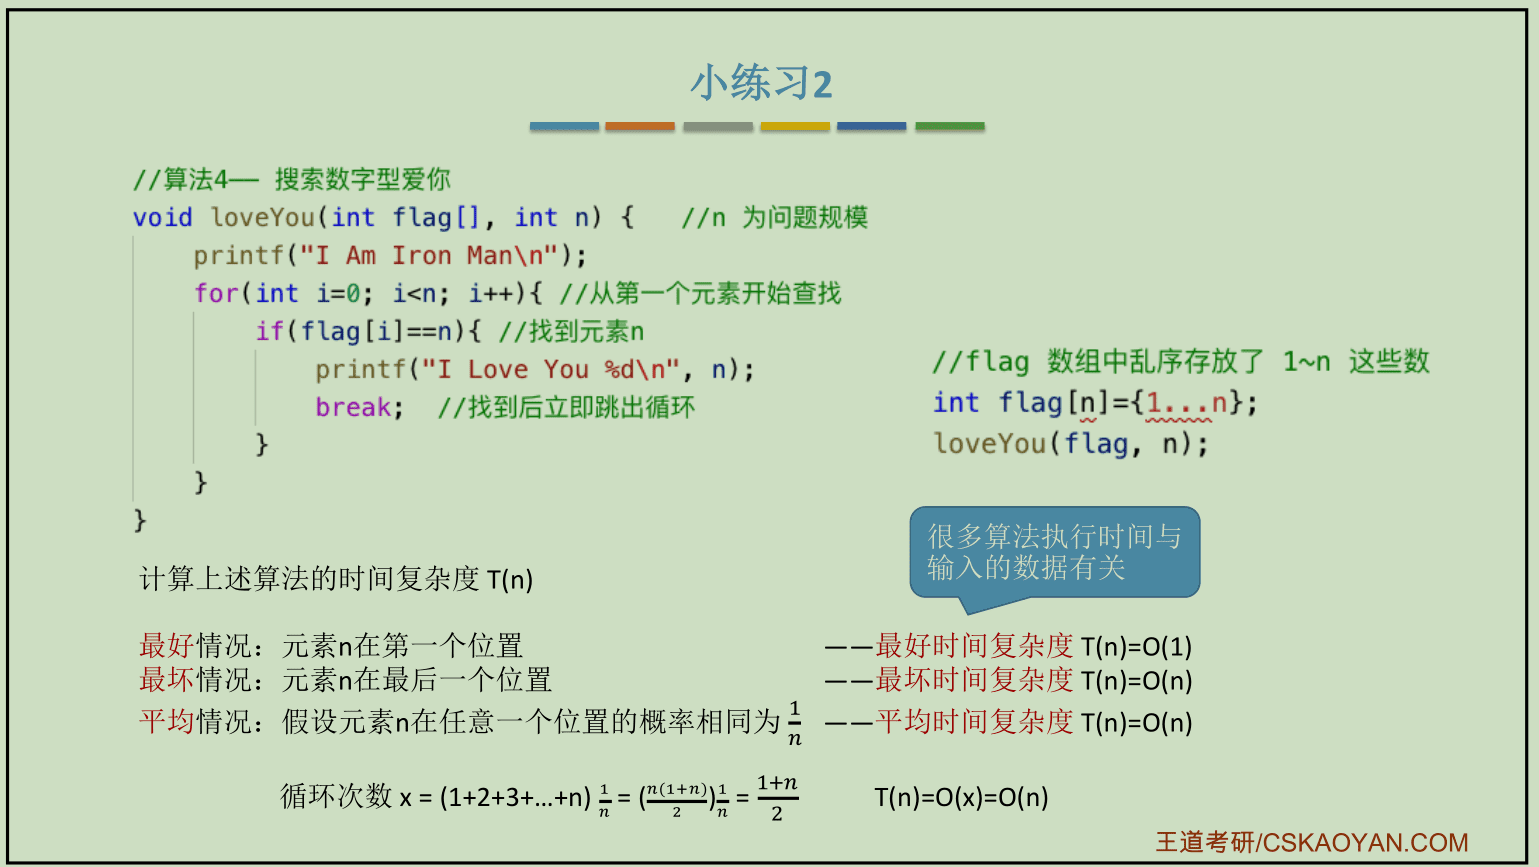 小练习2
//算法4—— 搜索数字型爱你
void loveYou(int flag[], int n) {   //n 为问题规模
    printf("I Am Iron Man\n");
    for(int i=0; i<n; i++){ //从第一个元素开始查找
        if(flag[i]==n){ //找到元素n
            printf("I Love You %d\n", n);
            break;  //找到后立即跳出循环
        }
    }
}
//flag 数组中乱序存放了 1~n 这些数
int flag[n]={1...n};
loveYou(flag, n);
很多算法执行时间与
输入的数据有关
计算上述算法的时间复杂度 T(n)
最好情况：元素n在第一个位置 ——最好时间复杂度 T(n)=O(1)
最坏情况：元素n在最后一个位置 ——最坏时间复杂度 T(n)=O(n)
平均情况：假设元素n在任意一个位置的概率相同为 1/n ——平均时间复杂度 T(n)=O(n)
循环次数 x = (1+2+3+…+n) 1/n = (n(1+n)/2) 1/n = (1+n)/2 T(n)=O(x)=O(n)
王道考研/CSKAOYAN.COM